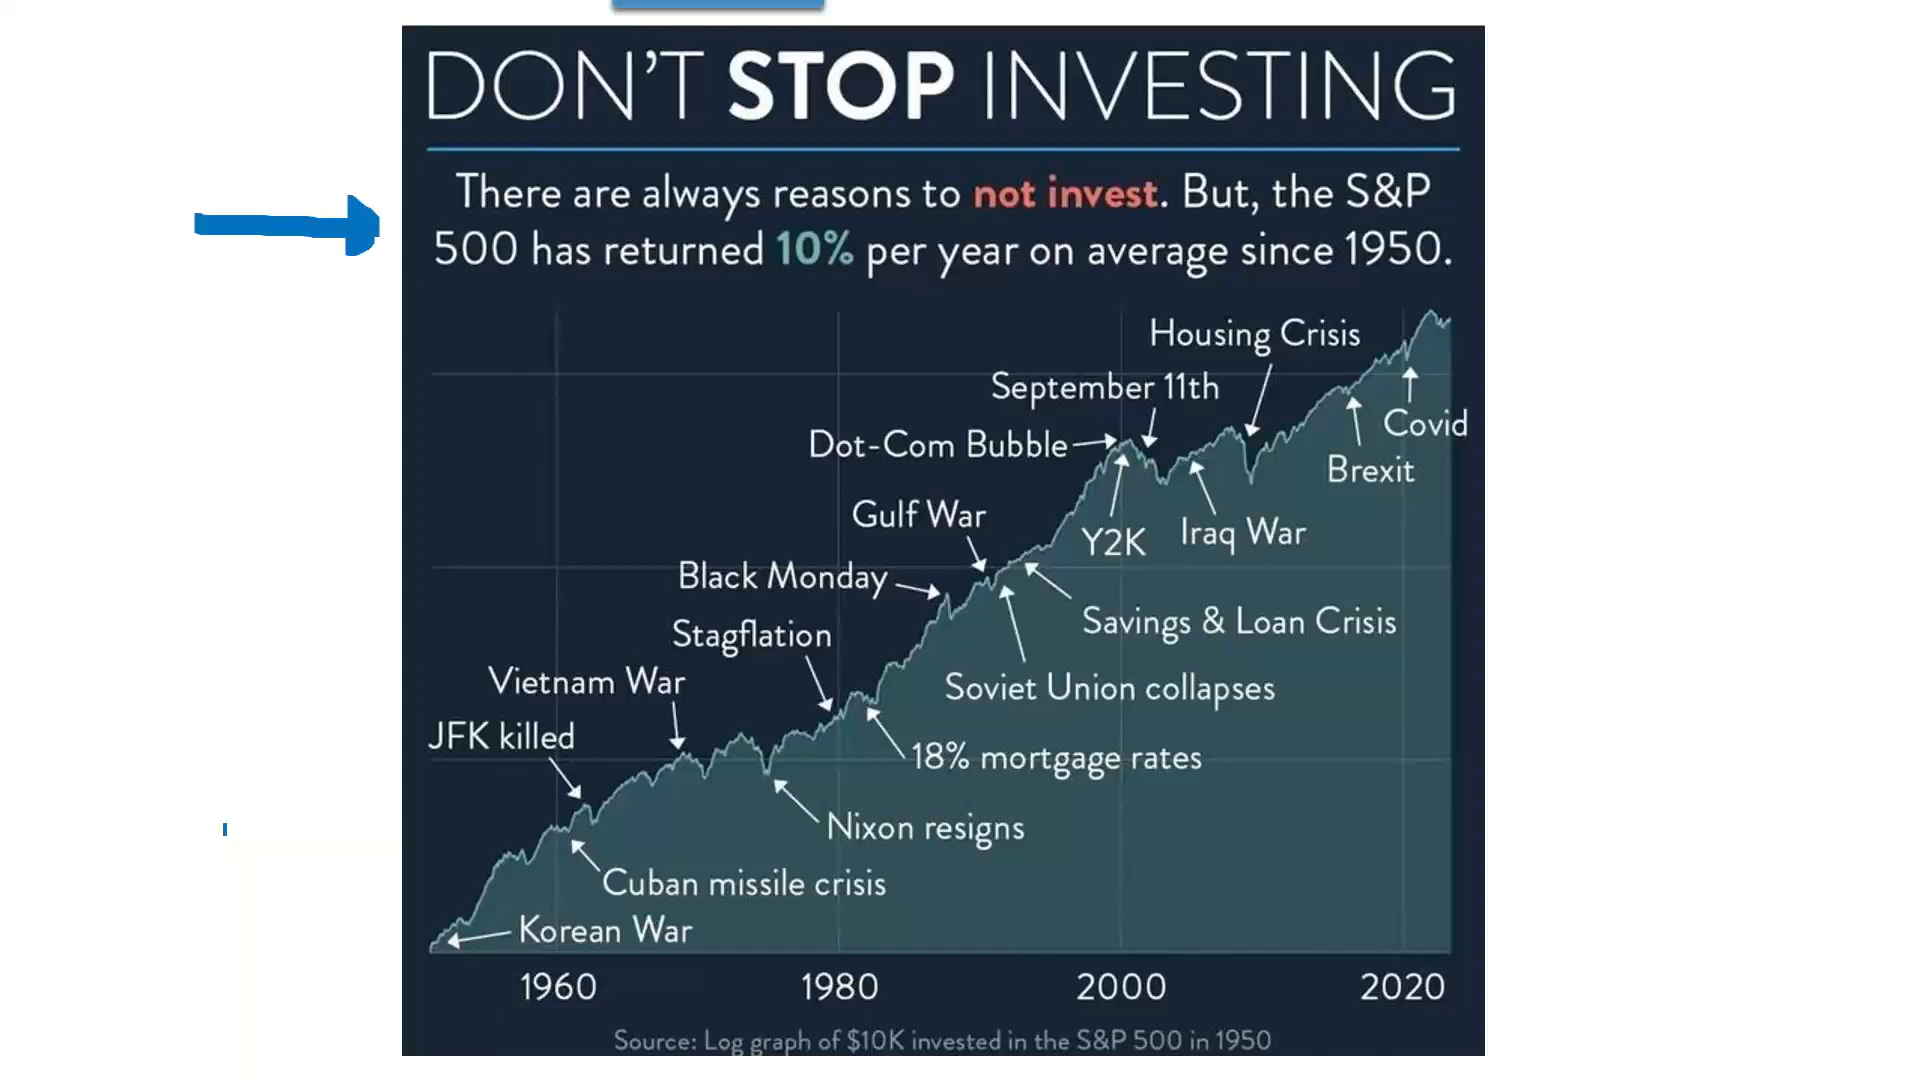 DON'T STOP INVESTING
There are always reasons to not invest. But, the S&P
500 has returned 10% per year on average since 1950.
Housing Crisis
September 11th
Covid
Dot-Com Bubble
Brexit
Gulf War
Y2K
Iraq War
Black Monday
Savings & Loan Crisis
Stagflation
Vietnam War
Soviet Union collapses
JFK killed
18% mortgage rates
Nixon resigns
Cuban missile crisis
Korean War
1960 1980 2000 2020
Source: Log graph of $10K invested in the S&P 500 in 1950